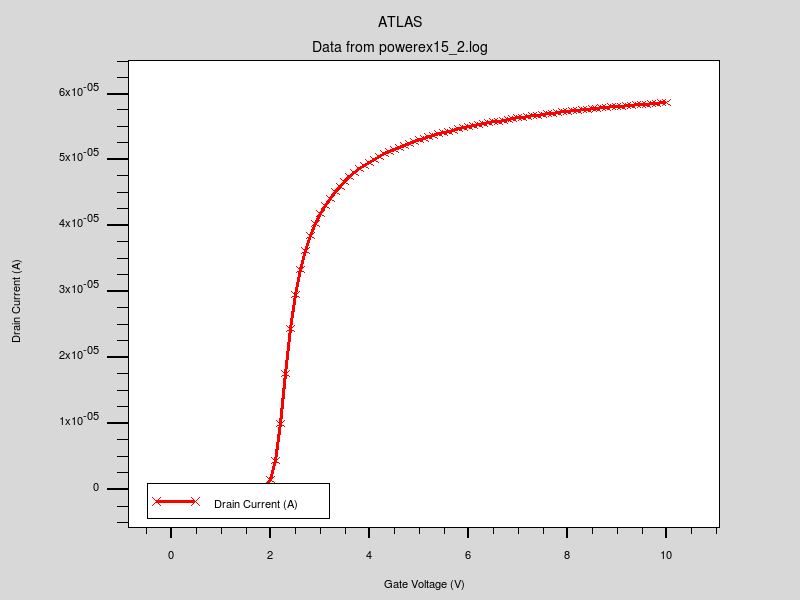 ATLAS
Data from powerex15_2.log
6x10-05
5x10-05
4x10-05
3x10-05
2x10-05
1x10-05
0
Drain Current (A)
Drain Current (A)
0 2 4 6 8 10
Gate Voltage (V)